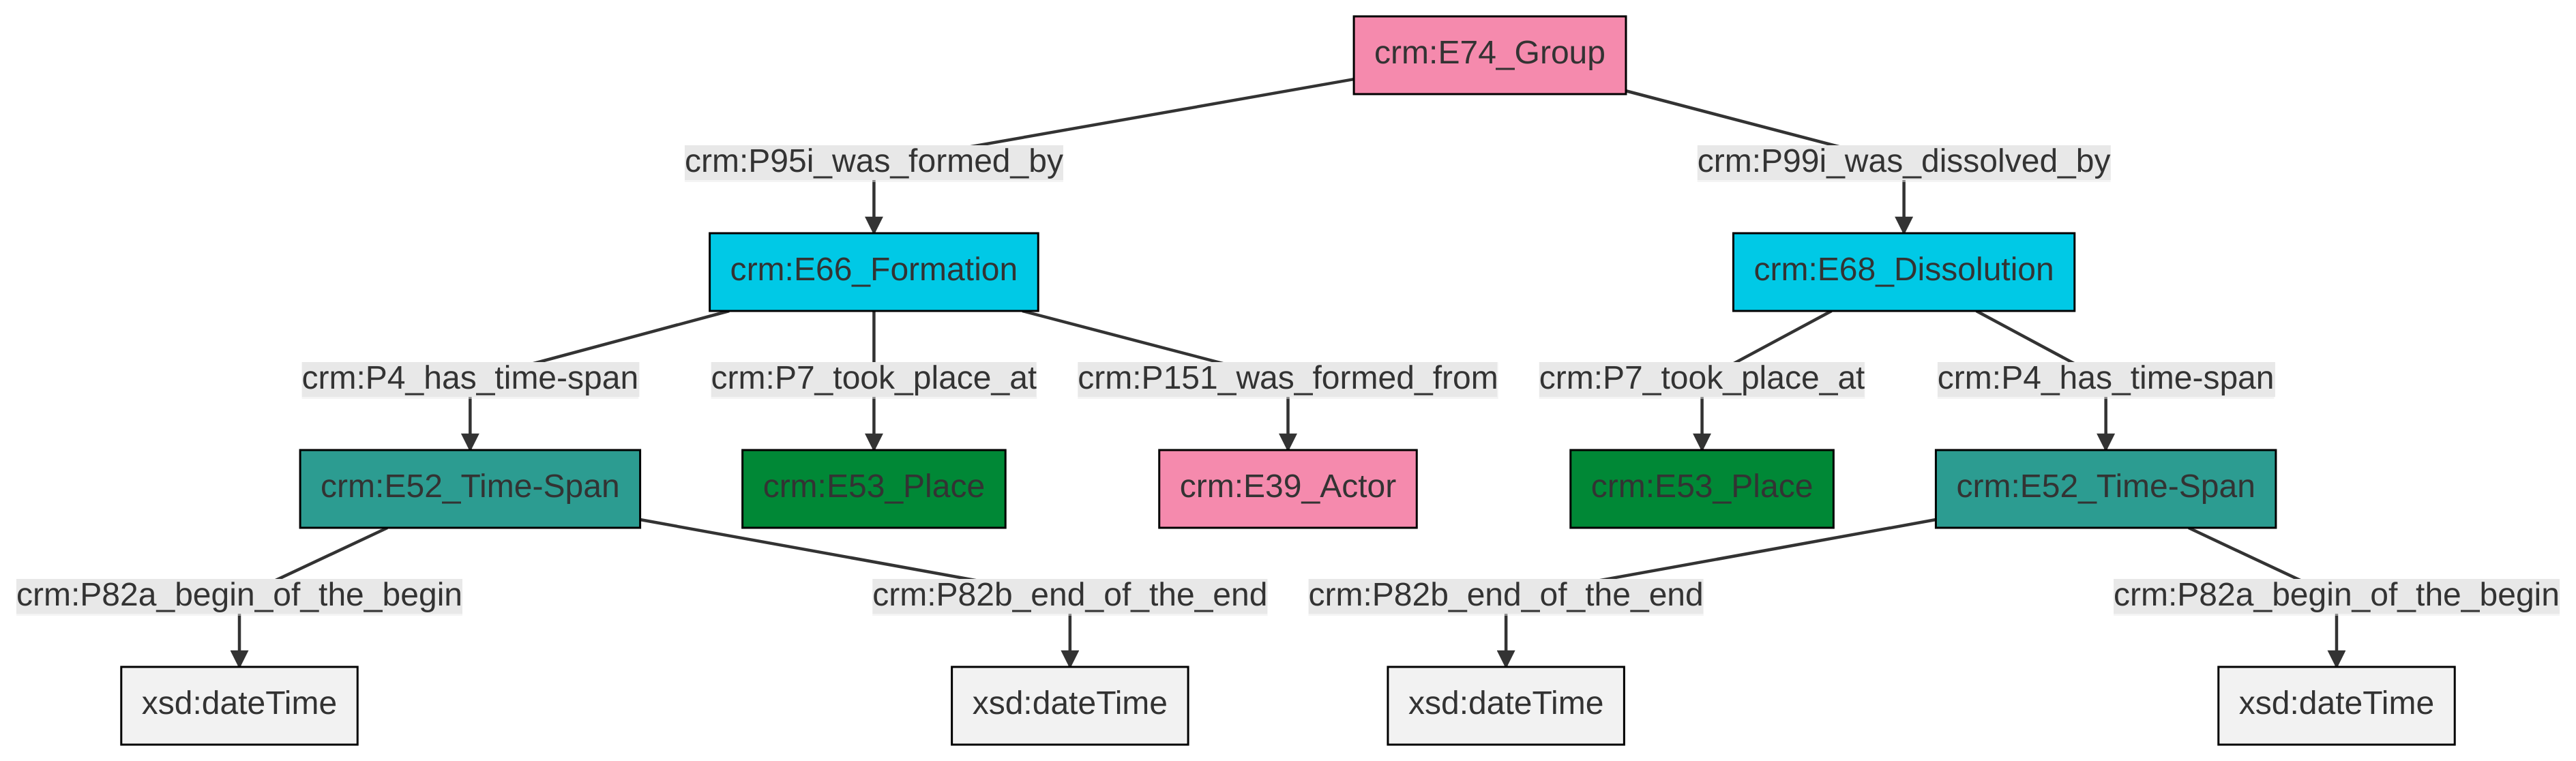 crm:E74_Group
crm:P95i_was_formed_by
crm:P99i_was_dissolved_by
crm:E66_Formation
crm:E68_Dissolution
crm:P4_has_time-span
crm:P7_took_place_at
crm:P151_was_formed_from
crm:P7_took_place_at
crm:P4_has_time-span
crm:E52_Time-Span
crm:E53_Place
crm:E39_Actor
crm:E53_Place
crm:E52_Time-Span
crm:P82a_begin_of_the_begin
crm:P82b_end_of_the_end
crm:P82b_end_of_the_end
crm:P82a_begin_of_the_begin
xsd:dateTime
xsd:dateTime
xsd:dateTime
xsd:dateTime